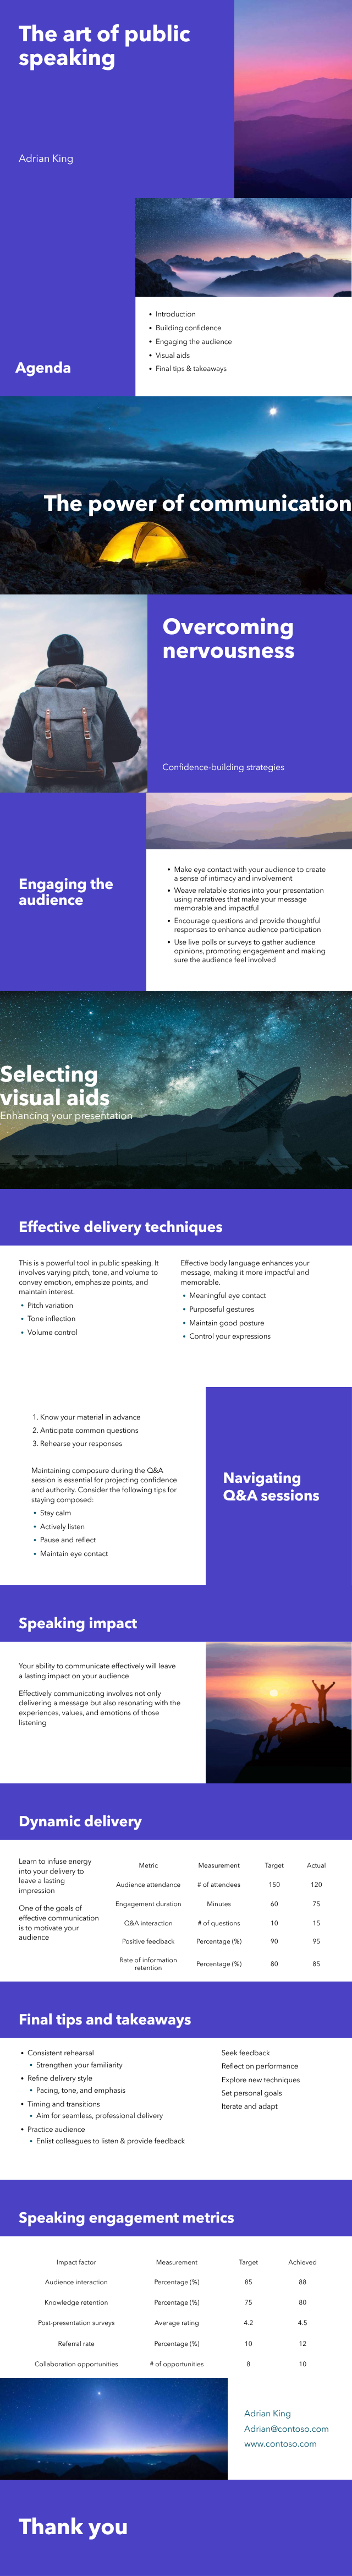 The art of public
speaking
Adrian King
Agenda
• Introduction
• Building confidence
• Engaging the audience
• Visual aids
• Final tips & takeaways
The power of communication
Overcoming
nervousness
Confidence-building strategies
Engaging the
audience
• Make eye contact with your audience to create
a sense of intimacy and involvement
• Weave relatable stories into your presentation
using narratives that make your message
memorable and impactful
• Encourage questions and provide thoughtful
responses to enhance audience participation
• Use live polls or surveys to gather audience
opinions, promoting engagement and making
sure the audience feel involved
Selecting
visual aids
Enhancing your presentation
Effective delivery techniques
This is a powerful tool in public speaking. It
involves varying pitch, tone, and volume to
convey emotion, emphasize points, and
maintain interest.
• Pitch variation
• Tone inflection
• Volume control
Effective body language enhances your
message, making it more impactful and
memorable.
• Meaningful eye contact
• Purposeful gestures
• Maintain good posture
• Control your expressions
1. Know your material in advance
2. Anticipate common questions
3. Rehearse your responses
Maintaining composure during the Q&A
session is essential for projecting confidence
and authority. Consider the following tips for
staying composed:
• Stay calm
• Actively listen
• Pause and reflect
• Maintain eye contact
Navigating
Q&A sessions
Speaking impact
Your ability to communicate effectively will leave
a lasting impact on your audience
Effectively communicating involves not only
delivering a message but also resonating with the
experiences, values, and emotions of those
listening
Dynamic delivery
Learn to infuse energy
into your delivery to
leave a lasting
impression
One of the goals of
effective communication
is to motivate your
audience
Metric Measurement Target Actual
Audience attendance # of attendees 150 120
Engagement duration Minutes 60 75
Q&A interaction # of questions 10 15
Positive feedback Percentage (%) 90 95
Rate of information
retention Percentage (%) 80 85
Final tips and takeaways
• Consistent rehearsal
• Strengthen your familiarity
• Refine delivery style
• Pacing, tone, and emphasis
• Timing and transitions
• Aim for seamless, professional delivery
• Practice audience
• Enlist colleagues to listen & provide feedback
Seek feedback
Reflect on performance
Explore new techniques
Set personal goals
Iterate and adapt
Speaking engagement metrics
Impact factor Measurement Target Achieved
Audience interaction Percentage (%) 85 88
Knowledge retention Percentage (%) 75 80
Post-presentation surveys Average rating 4.2 4.5
Referral rate Percentage (%) 10 12
Collaboration opportunities # of opportunities 8 10
Adrian King
Adrian@contoso.com
www.contoso.com
Thank you